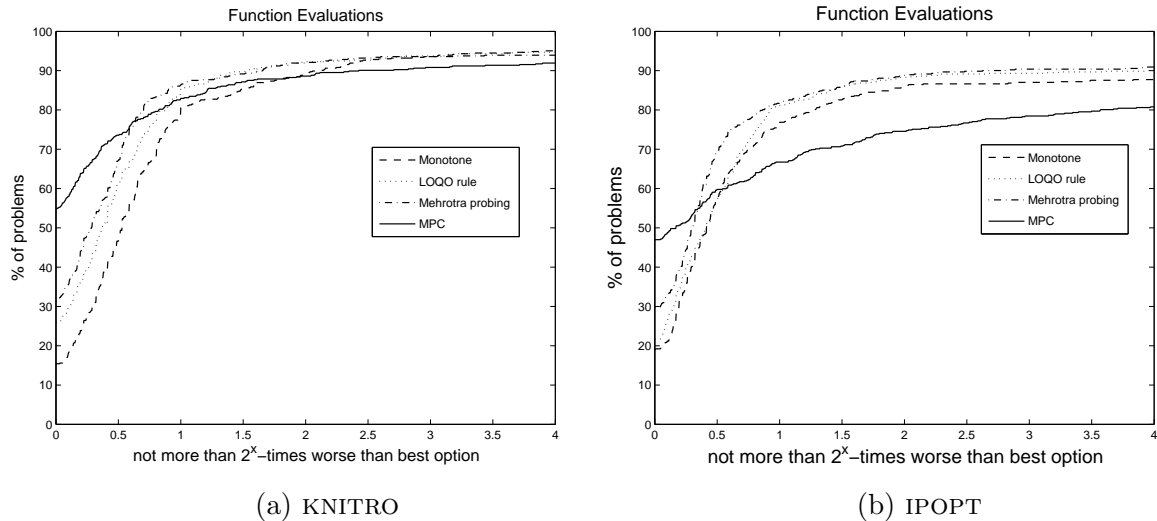 Function Evaluations
100
90
80
70
60
50
40
30
20
10
0
% of problems
Monotone
LOQO rule
Mehrotra probing
MPC
0 0.5 1 1.5 2 2.5 3 3.5 4
not more than 2^x-times worse than best option
(a) KNITRO
Function Evaluations
100
90
80
70
60
50
40
30
20
10
0
% of problems
Monotone
LOQO rule
Mehrotra probing
MPC
0 0.5 1 1.5 2 2.5 3 3.5 4
not more than 2^x-times worse than best option
(b) IPOPT